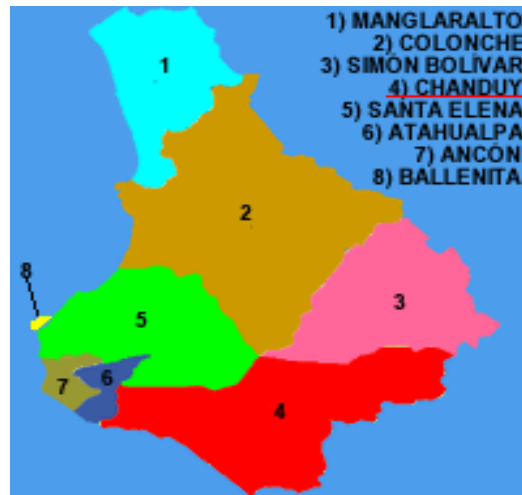 1) MANGLARALTO
2) COLONCHE
3) SIMÓN BOLÍVAR
4) CHANDUY
5) SANTA ELENA
6) ATAHUALPA
7) ANCÓN
8) BALLENITA
1
2
8
3
5
6
7
4